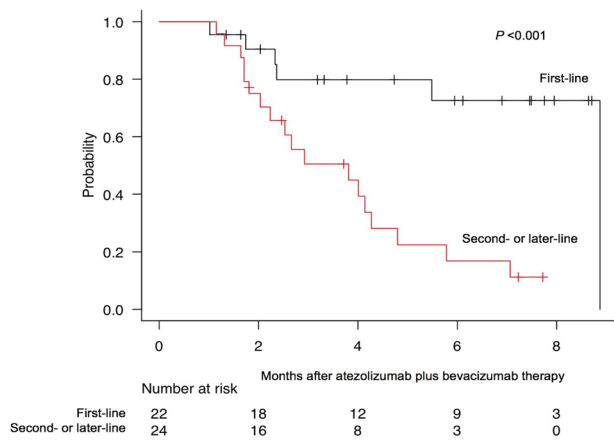 1.0
P <0.001
First-line
0.8
0.6
Probability
0.4
Second- or later-line
0.2
0.0
0 2 4 6 8
Months after atezolizumab plus bevacizumab therapy
Number at risk
First-line 22 18 12 9 3
Second- or later-line 24 16 8 3 0